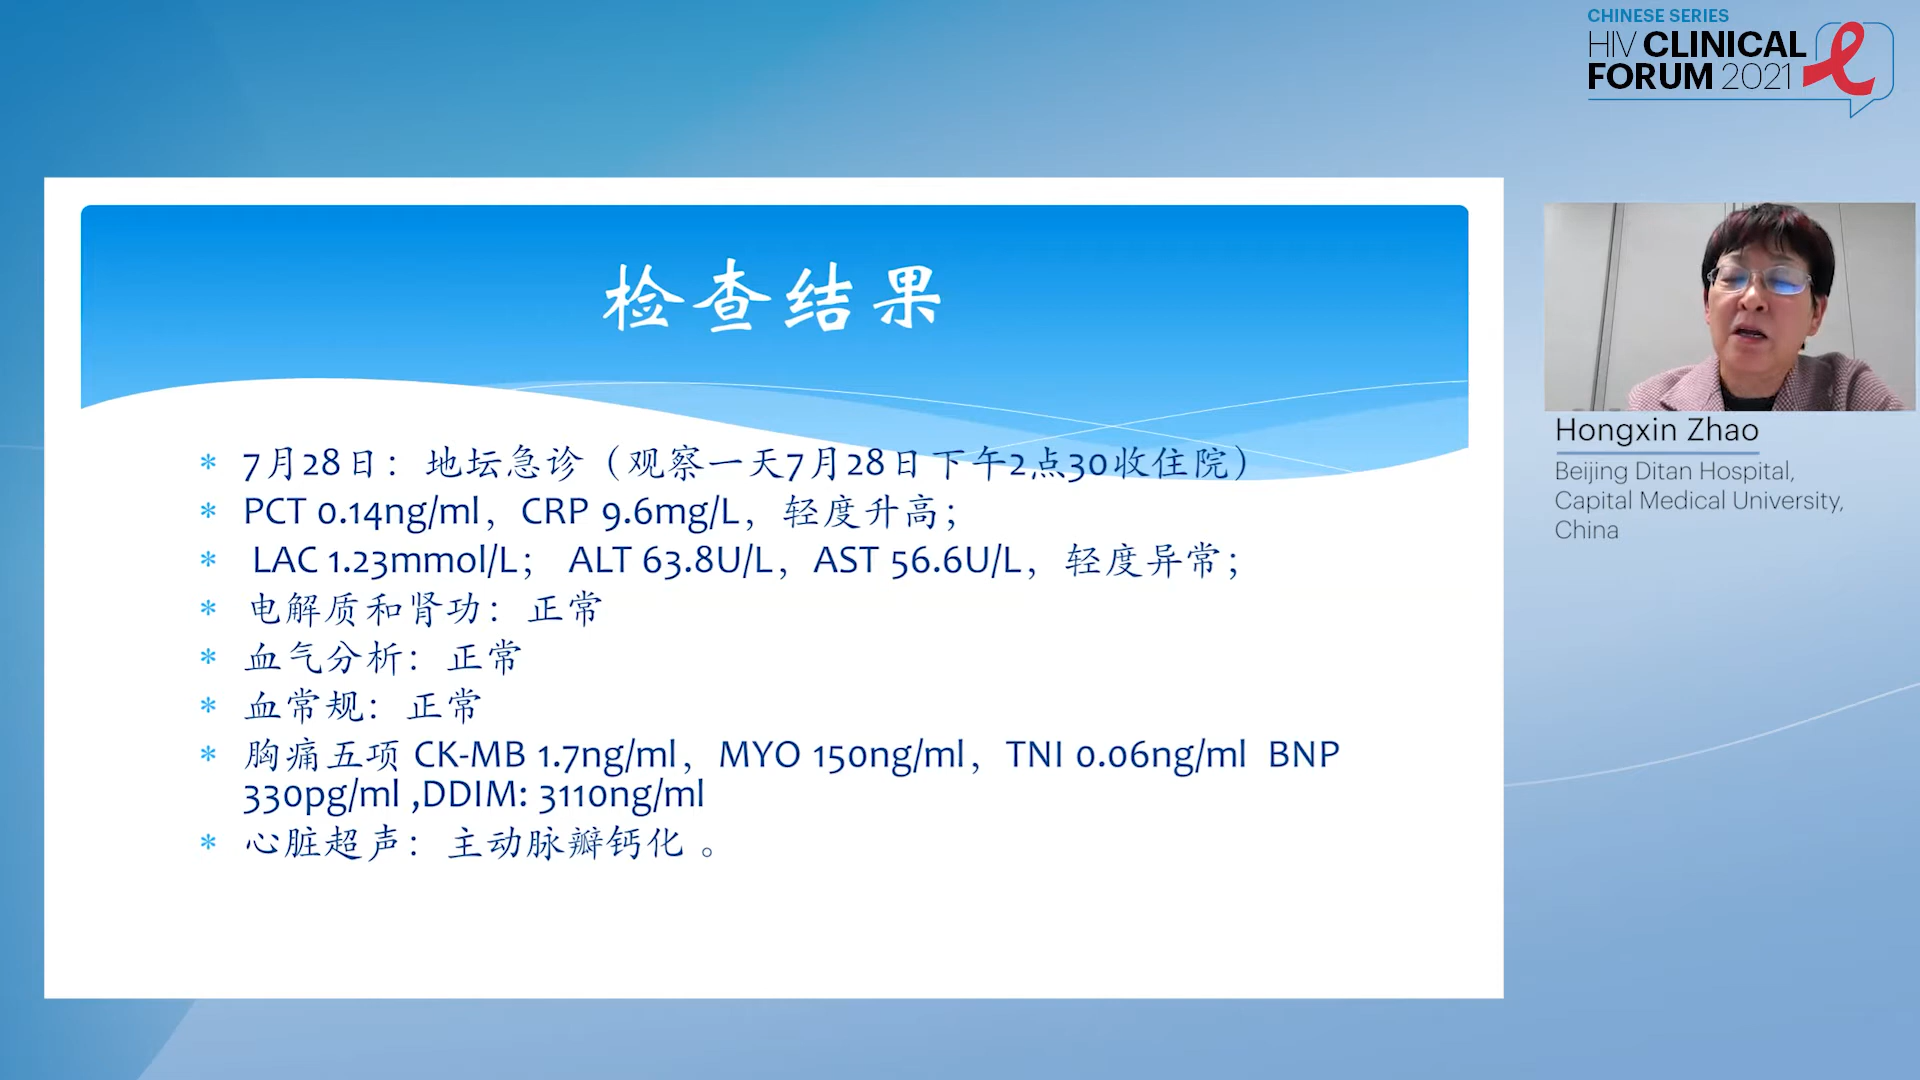 CHINESE SERIES
HIV CLINICAL
FORUM 2021
检查结果
* 7月28日：地坛急诊（观察一天7月28日下午2点30收住院）
* PCT 0.14ng/ml，CRP 9.6mg/L，轻度升高；
* LAC 1.23mmol/L； ALT 63.8U/L，AST 56.6U/L，轻度异常；
* 电解质和肾功：正常
* 血气分析：正常
* 血常规：正常
* 胸痛五项 CK-MB 1.7ng/ml，MYO 150ng/ml，TNI 0.06ng/ml BNP
330pg/ml ,DDIM: 3110ng/ml
* 心脏超声：主动脉瓣钙化 。
Hongxin Zhao
Beijing Ditan Hospital,
Capital Medical University,
China